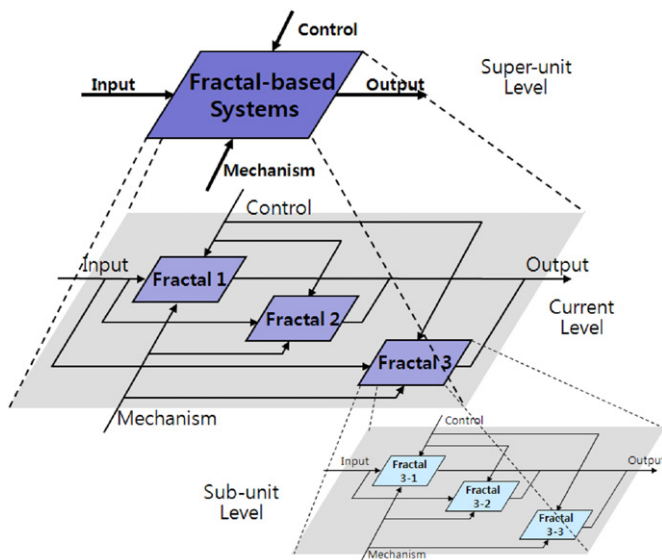 Control
Input
Fractal-based
Systems
Output
Super-unit
Level
Mechanism
Control
Input
Fractal 1
Output
Fractal 2
Current
Level
Fractal 3
Mechanism
Control
Input
Fractal
3-1
Output
Sub-unit
Level
Fractal
3-2
Fractal
3-3
Mechanism